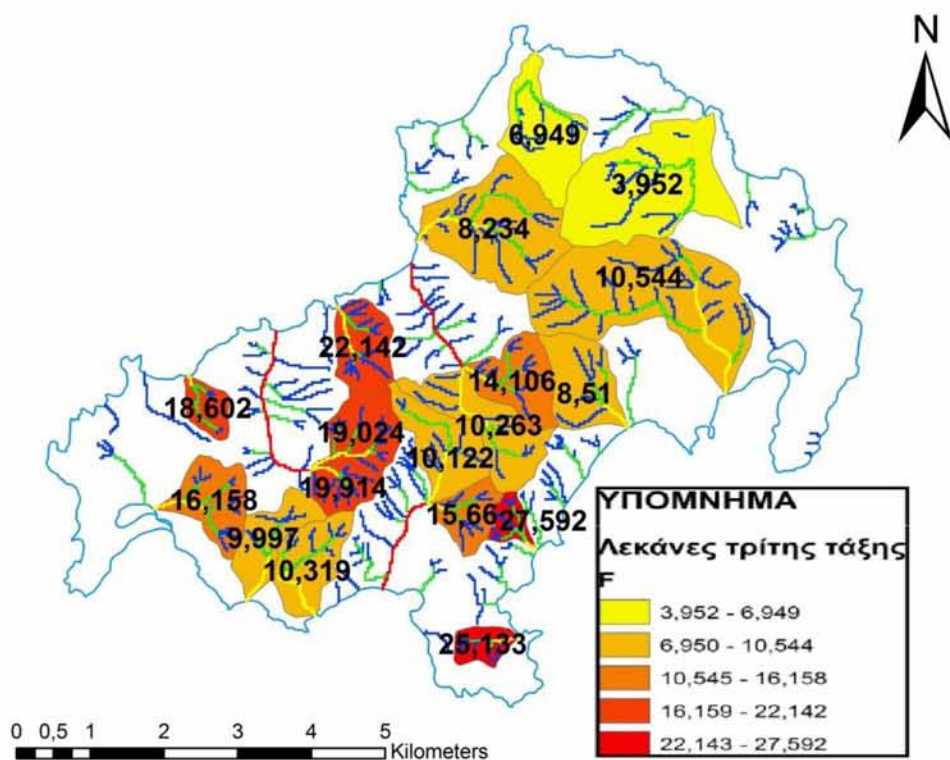 N
6,949
3,952
8,234
10,544
22,142
14,106
8,51
18,602
10,263
19,024
10,122
19,914
16,158
15,66
27,592
9,997
10,319
25,133
ΥΠΟΜΝΗΜΑ
Λεκάνες τρίτης τάξης
F
3,952 - 6,949
6,950 - 10,544
10,545 - 16,158
16,159 - 22,142
22,143 - 27,592
0 0,5 1 2 3 4 5
Kilometers